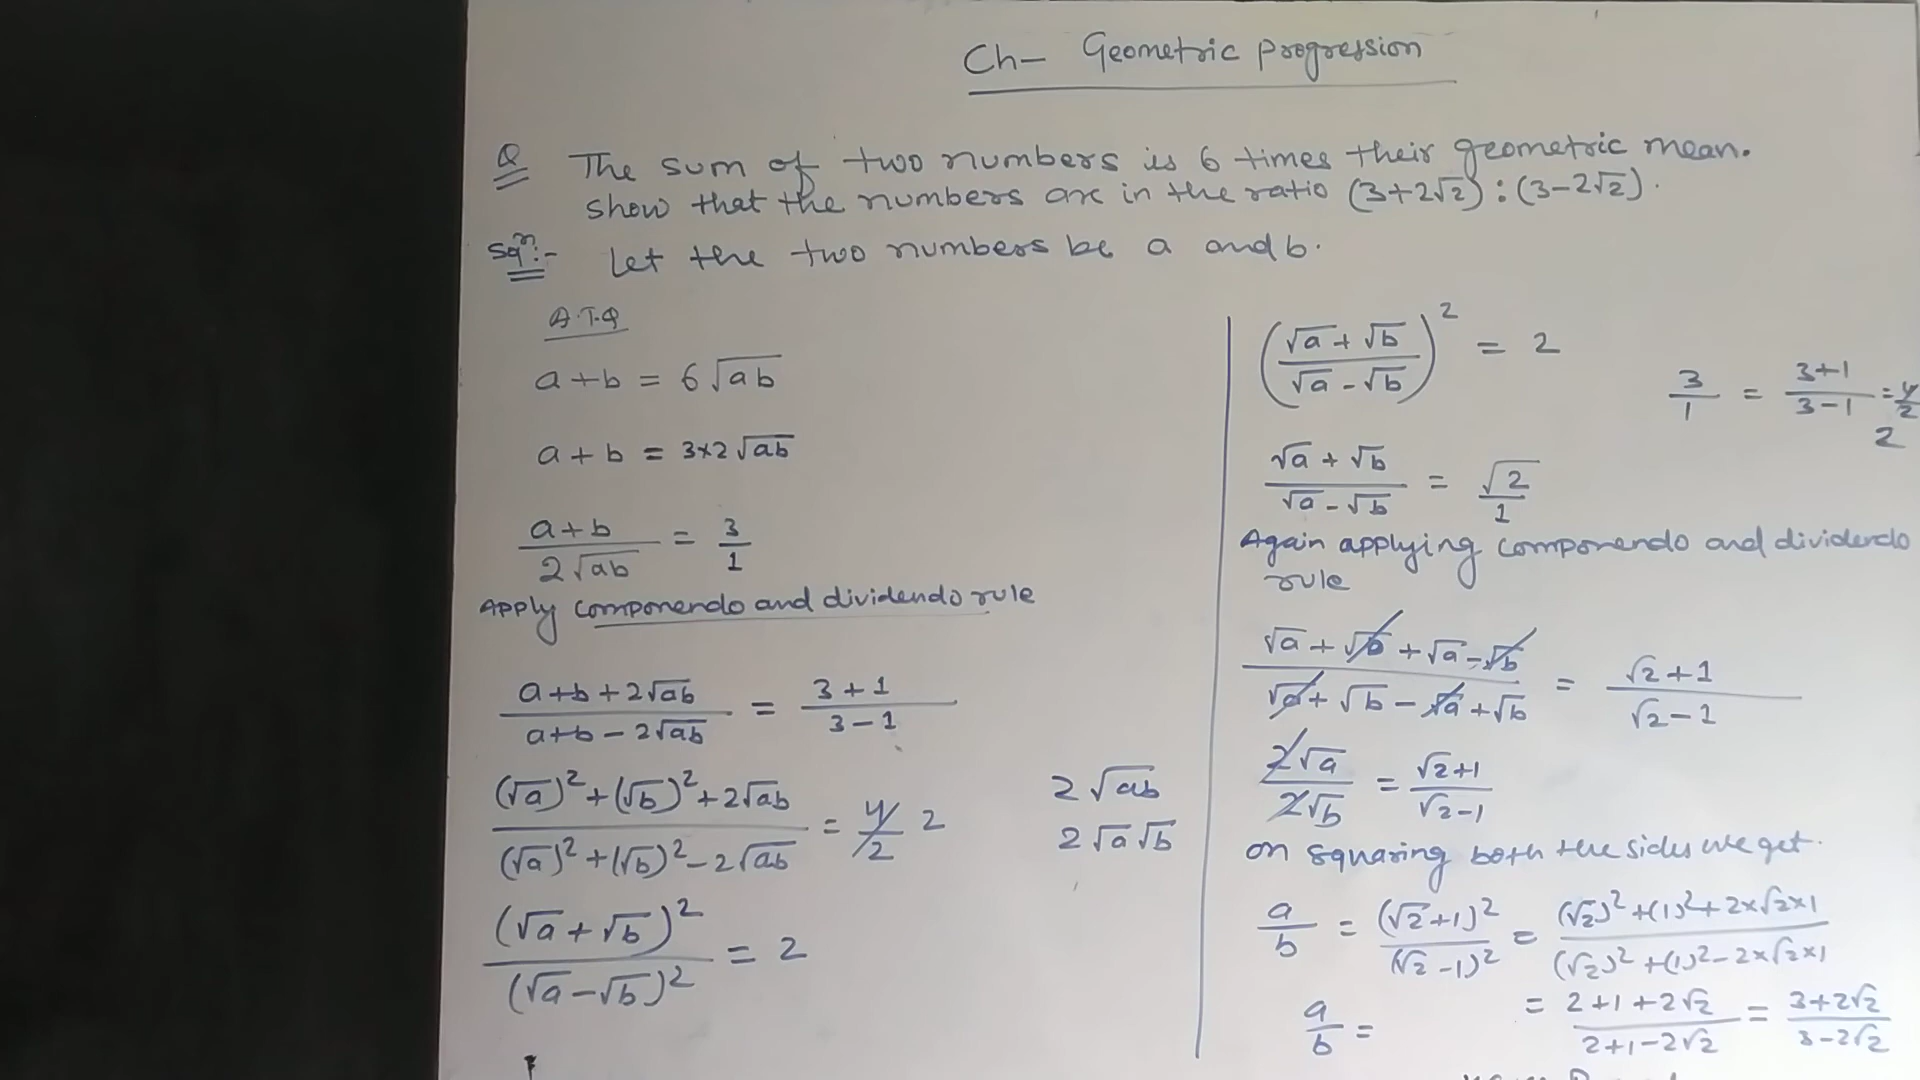 Ch- Geometric progression
Q The sum of two numbers is 6 times their geometric mean.
show that the numbers are in the ratio (3+2√2) : (3-2√2).
Sqⁿ:- Let the two numbers be a and b.
A.T.Q
a+b = 6√ab
a+b = 3×2√ab
a+b / 2√ab = 3/1
Apply componendo and dividendo rule
a+b+2√ab / a+b-2√ab = 3+1 / 3-1
(√a)²+(√b)²+2√ab / (√a)²+(√b)²-2√ab = 4/2 2
2√ab
2√a√b
(√a+√b)² / (√a-√b)² = 2
(√a+√b / √a-√b)² = 2
3/1 = 3+1 / 3-1 = 4/2
2
√a+√b / √a-√b = √2/1
Again applying componendo and dividendo
rule
√a+√b+√a-√b / √a+√b-√a+√b = √2+1 / √2-1
2√a / 2√b = √2+1 / √2-1
on squaring both the sides we get.
a/b = (√2+1)² / (√2-1)² = (√2)²+(1)²+2×√2×1 / (√2)²+(1)²-2×√2×1
a/b = = 2+1+2√2 / 2+1-2√2 = 3+2√2 / 3-2√2